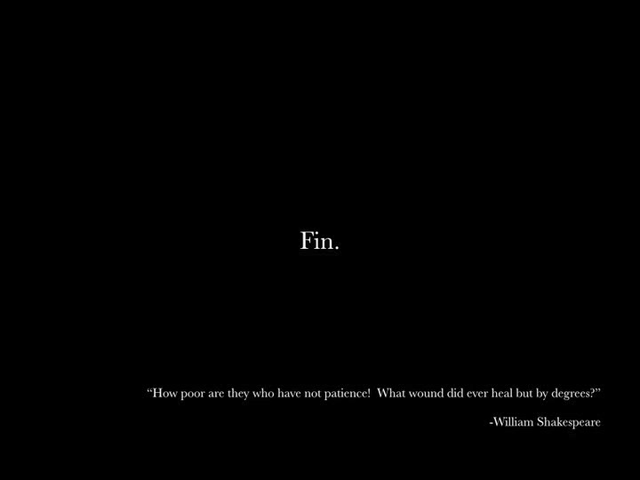 Fin.
“How poor are they who have not patience!  What wound did ever heal but by degrees?”
-William Shakespeare